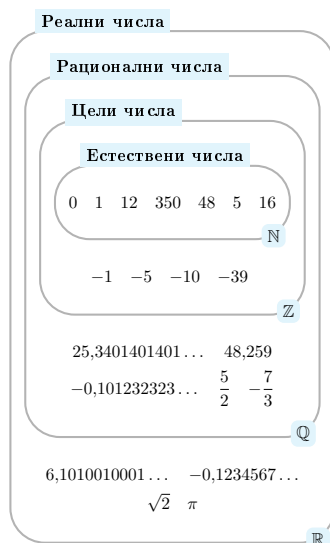 Реални числа
Рационални числа
Цели числа
Естествени числа
0 1 12 350 48 5 16
ℕ
−1 −5 −10 −39
ℤ
25,3401401401... 48,259
−0,101232323... 5/2 −7/3
ℚ
6,1010010001... −0,1234567...
√2 π
ℝ